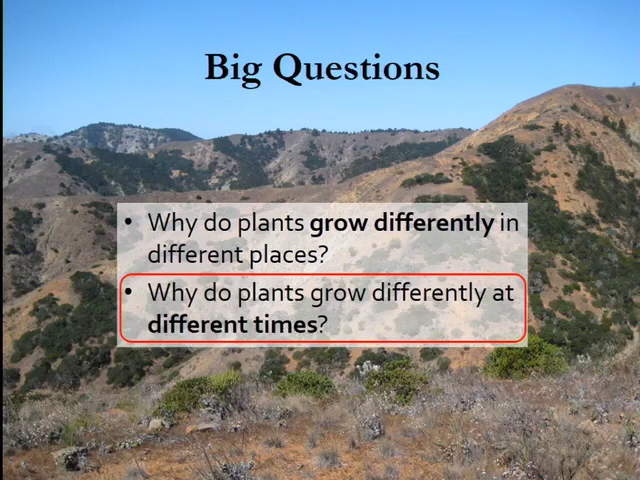 Big Questions
• Why do plants grow differently in
different places?
• Why do plants grow differently at
different times?